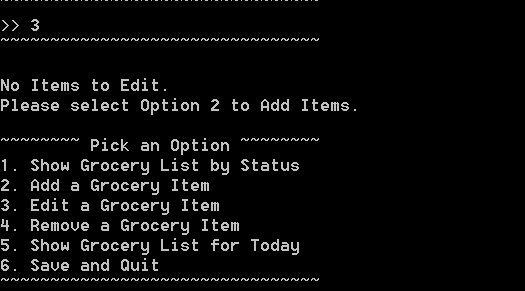 ~~~~~~~~~~~~~~~~~~~~~~~~~~~~~~~~
>> 3
~~~~~~~~~~~~~~~~~~~~~~~~~~~~~~~~
No Items to Edit.
Please select Option 2 to Add Items.
~~~~~~~~ Pick an Option ~~~~~~~~
1. Show Grocery List by Status
2. Add a Grocery Item
3. Edit a Grocery Item
4. Remove a Grocery Item
5. Show Grocery List for Today
6. Save and Quit
~~~~~~~~~~~~~~~~~~~~~~~~~~~~~~~~